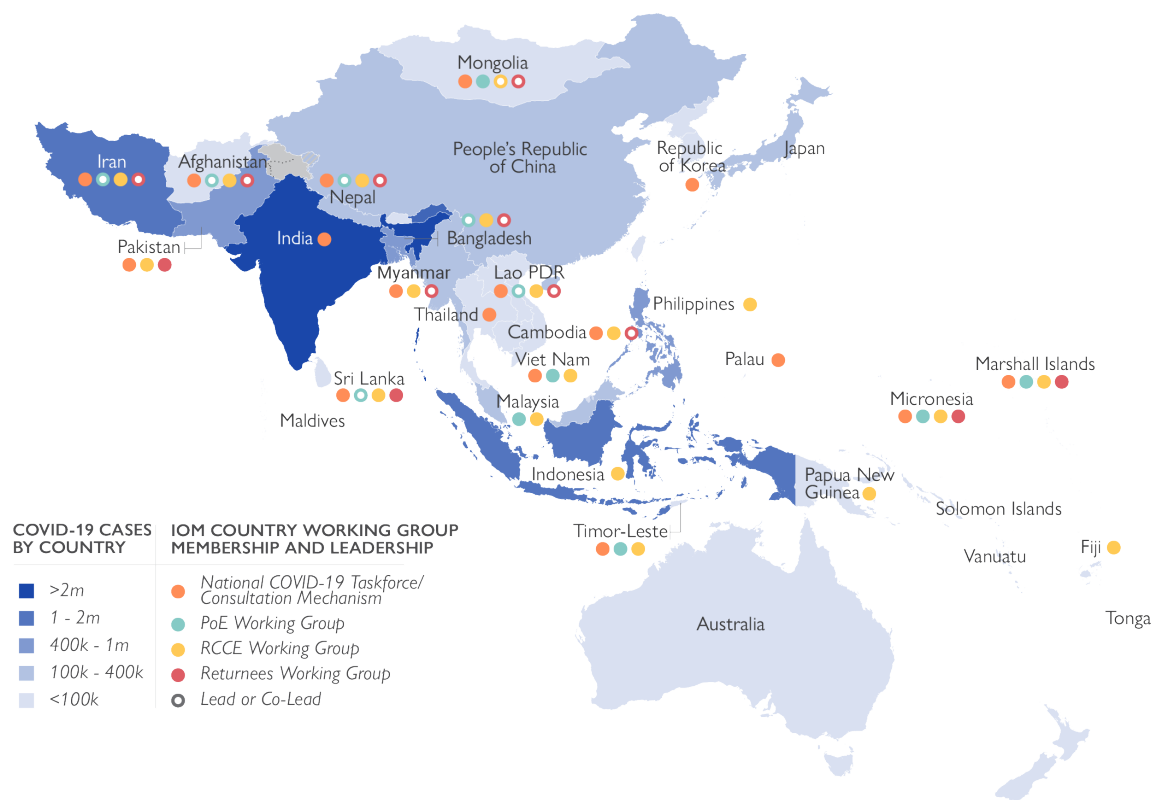 Mongolia
People's Republic
of China
Republic
of Korea
Japan
Iran
Afghanistan
Nepal
India
Bangladesh
Pakistan
Myanmar
Lao PDR
Thailand
Philippines
Cambodia
Viet Nam
Palau
Marshall Islands
Sri Lanka
Malaysia
Micronesia
Maldives
Indonesia
Papua New
Guinea
Solomon Islands
Timor-Leste
Vanuatu
Fiji
Tonga
Australia
COVID-19 CASES
BY COUNTRY
>2m
1 - 2m
400k - 1m
100k - 400k
<100k
IOM COUNTRY WORKING GROUP
MEMBERSHIP AND LEADERSHIP
National COVID-19 Taskforce/
Consultation Mechanism
PoE Working Group
RCCE Working Group
Returnees Working Group
Lead or Co-Lead